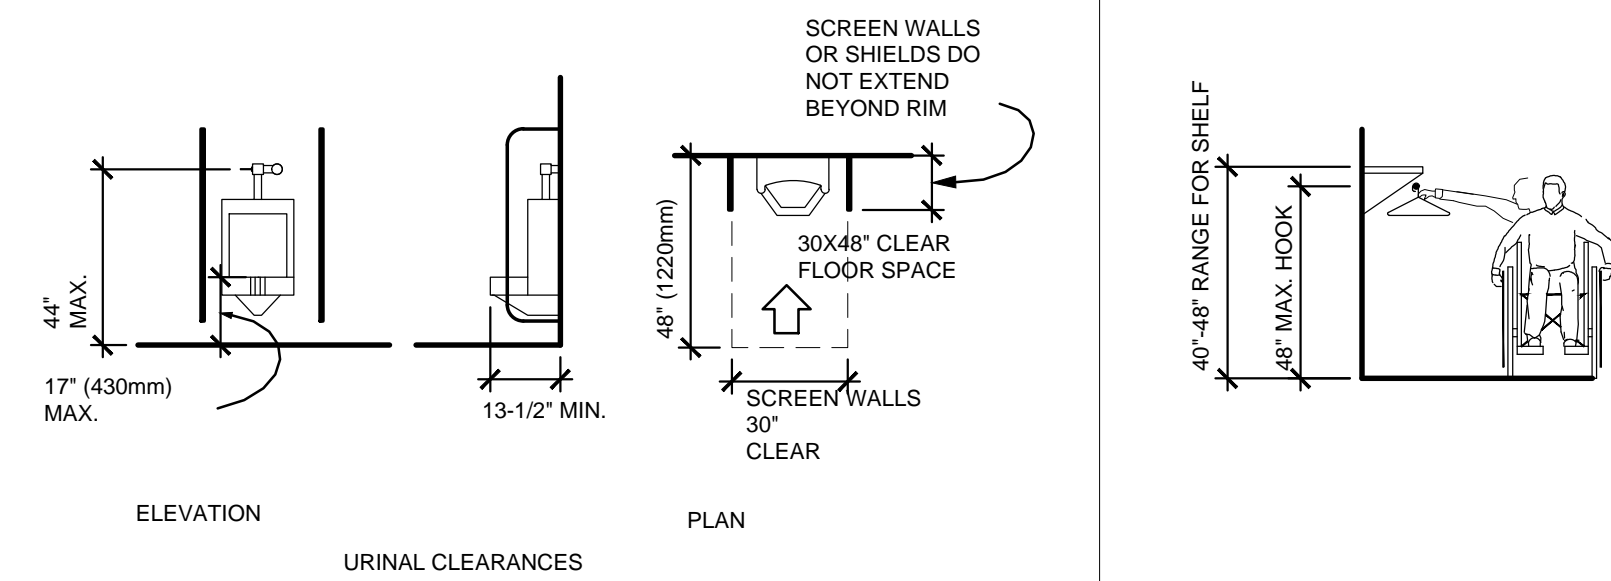 SCREEN WALLS
OR SHIELDS DO
NOT EXTEND
BEYOND RIM
44"
MAX.
17" (430mm)
MAX.
13-1/2" MIN.
48" (1220mm)
30X48" CLEAR
FLOOR SPACE
SCREEN WALLS
30"
CLEAR
ELEVATION
PLAN
URINAL CLEARANCES
40"-48" RANGE FOR SHELF
48" MAX. HOOK